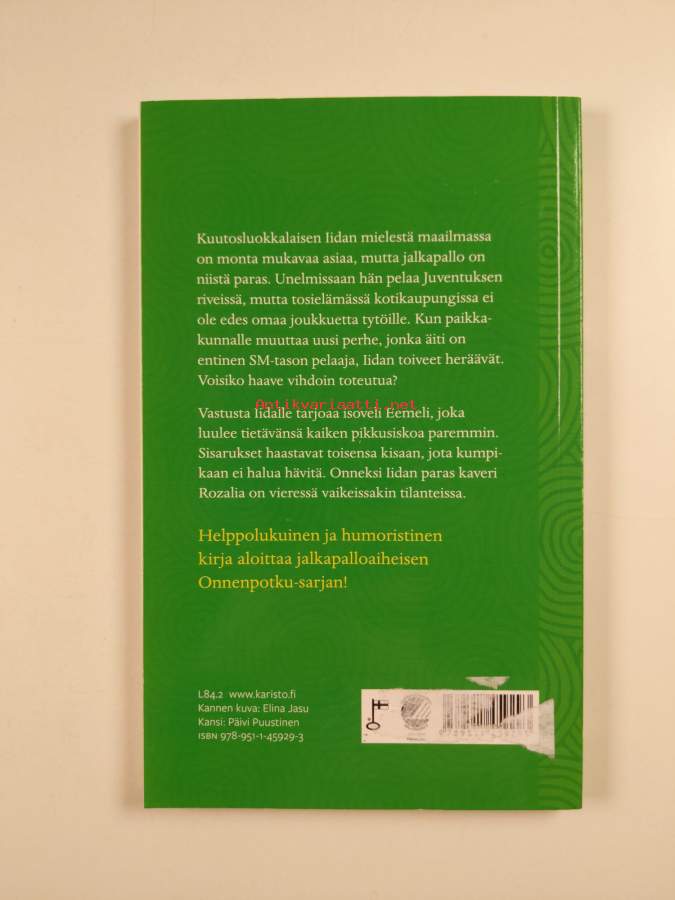 Kuutosluokkalaisen Iidan mielestä maailmassa
on monta mukavaa asiaa, mutta jalkapallo on
niistä paras. Unelmissaan hän pelaa Juventuksen
riveissä, mutta tosielämässä kotikaupungissa ei
ole edes omaa joukkuetta tytöille. Kun paikka-
kunnalle muuttaa uusi perhe, jonka äiti on
entinen SM-tason pelaaja, Iidan toiveet heräävät.
Voisiko haave vihdoin toteutua?
Antikvariaatti.net
Vastusta Iidalle tarjoaa isoveli Eemeli, joka
luulee tietävänsä kaiken pikkusiskoa paremmin.
Sisarukset haastavat toisensa kisaan, jota kumpi-
kaan ei halua hävitä. Onneksi Iidan paras kaveri
Rozalia on vieressä vaikeissakin tilanteissa.
Helppolukuinen ja humoristinen
kirja aloittaa jalkapalloaiheisen
Onnenpotku-sarjan!
L84.2 www.karisto.fi
Kannen kuva: Elina Jasu
Kansi: Päivi Puustinen
ISBN 978-951-1-45929-3